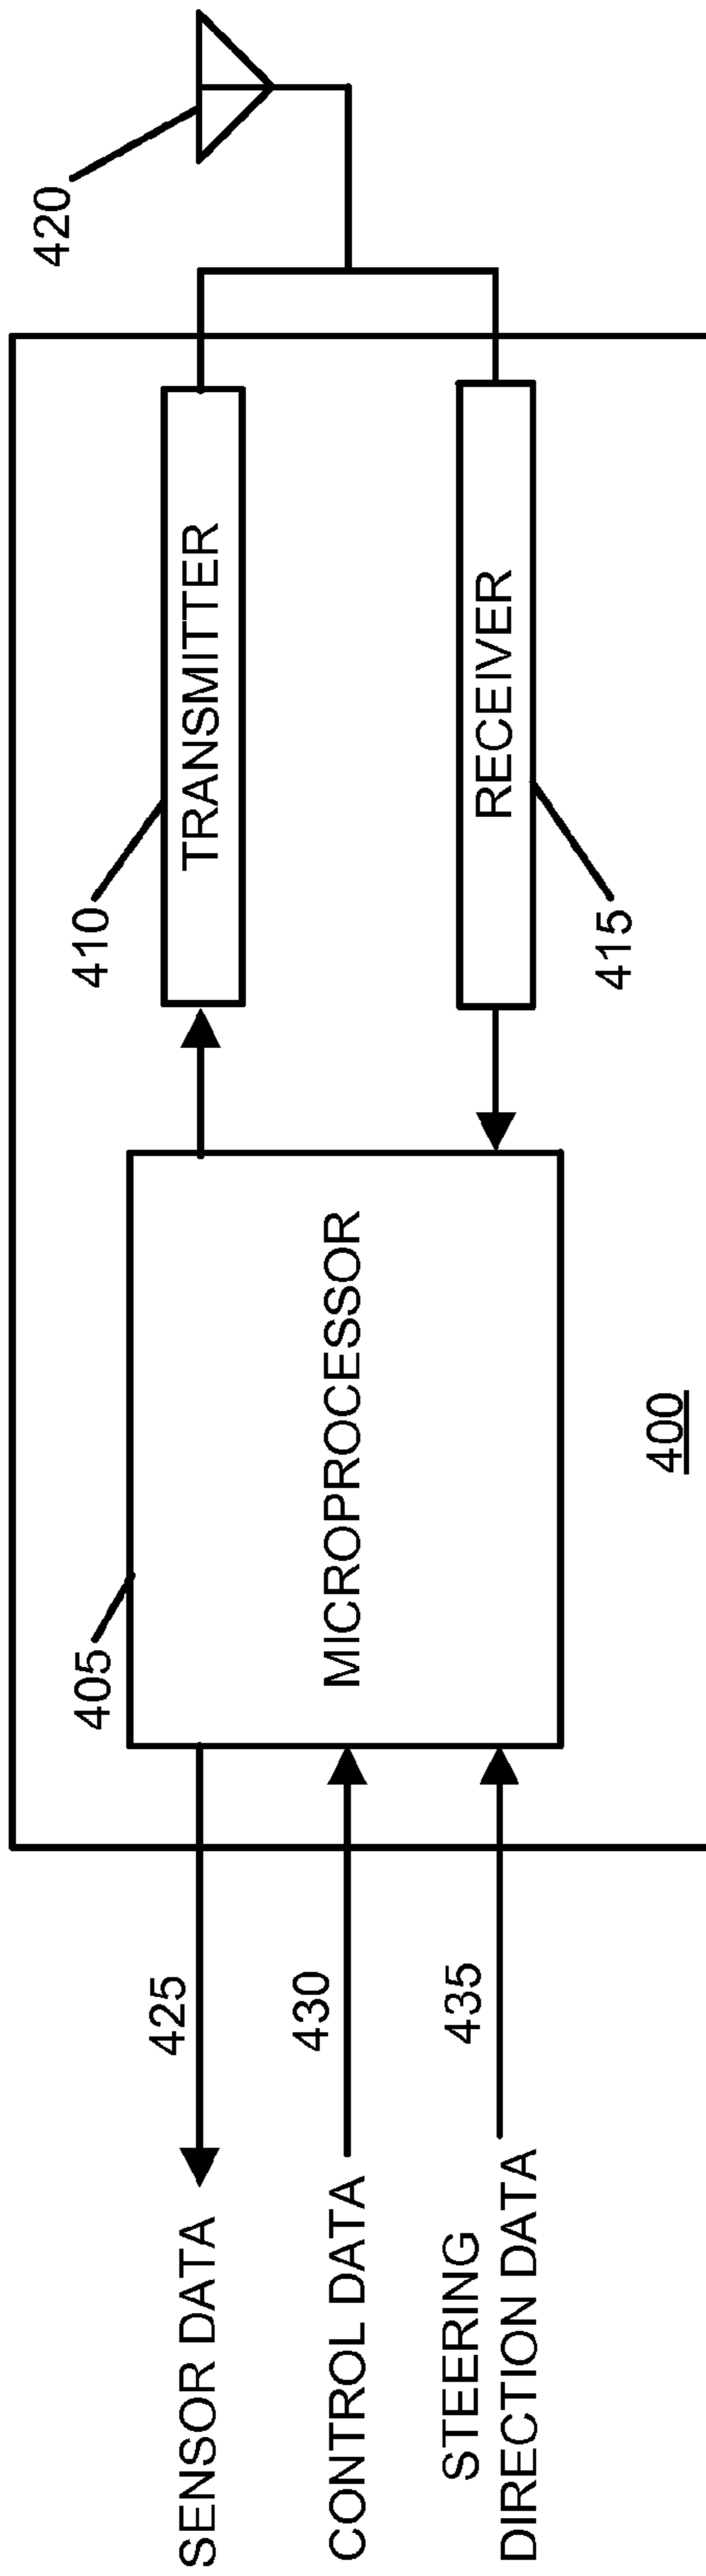 420
410
TRANSMITTER
RECEIVER
415
405
MICROPROCESSOR
400
425
430
435
SENSOR DATA
CONTROL DATA
STEERING
DIRECTION DATA